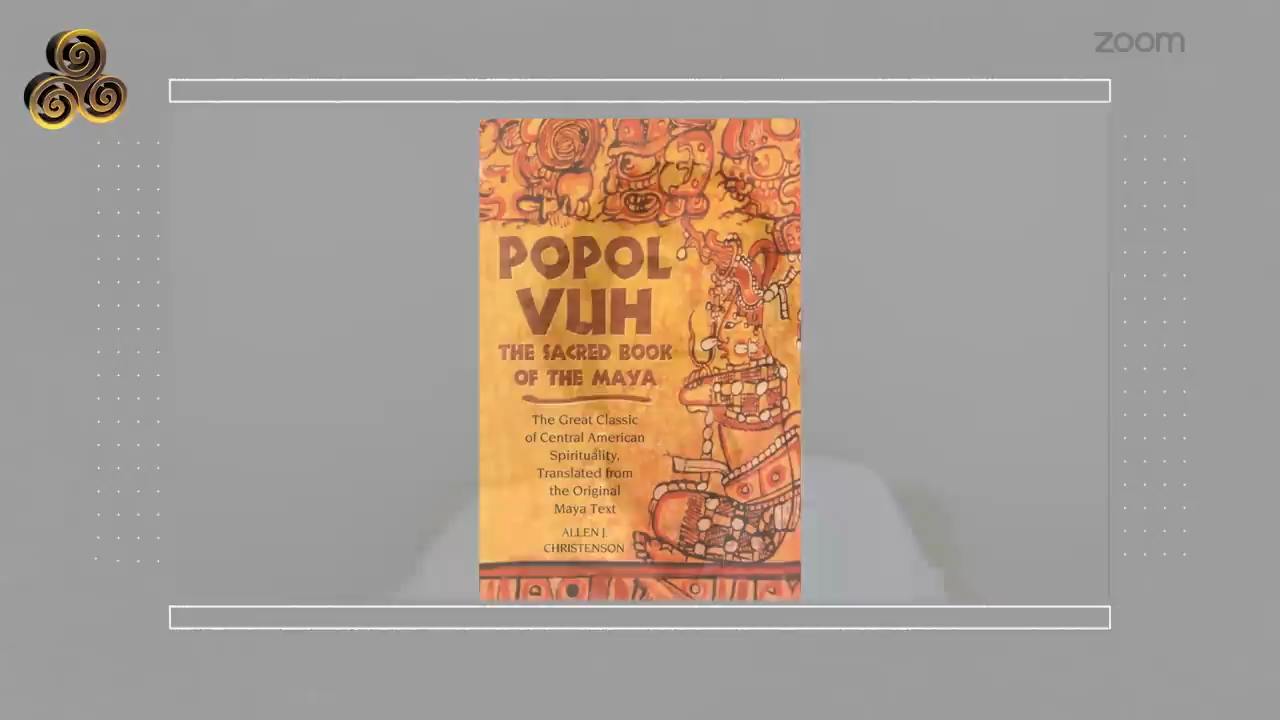 zoom
POPOL
VUH
THE SACRED BOOK
OF THE MAYA
The Great Classic
of Central American
Spirituality,
Translated from
the Original
Maya Text
ALLEN J.
CHRISTENSON